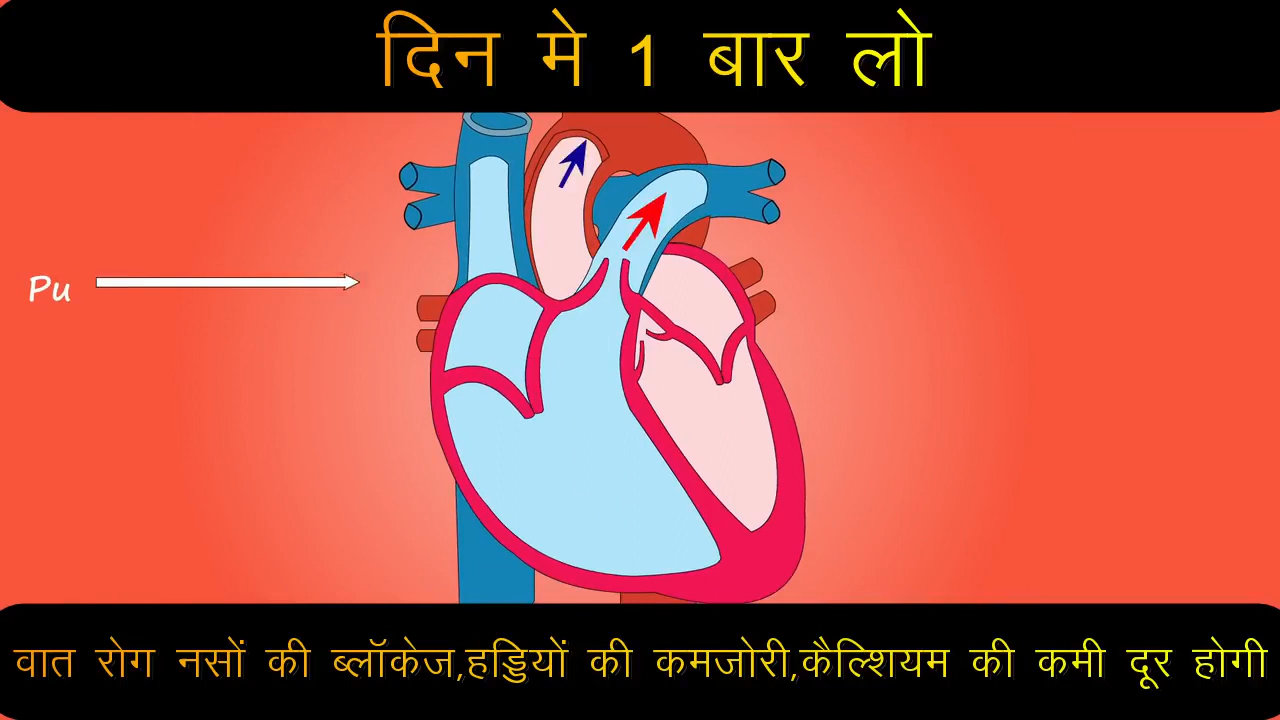 दिन मे 1 बार लो
Pu
वात रोग नसों की ब्लॉकेज,हड्डियों की कमजोरी,कैल्शियम की कमी दूर होगी